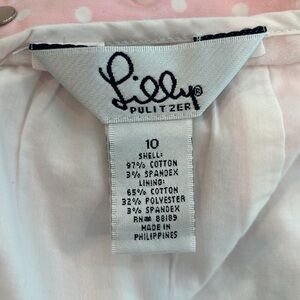 Lilly®
PULITZER
10
SHELL:
97% COTTON
3% SPANDEX
LINING:
65% COTTON
32% POLYESTER
3% SPANDEX
RN# 88189
MADE IN
PHILIPPINES